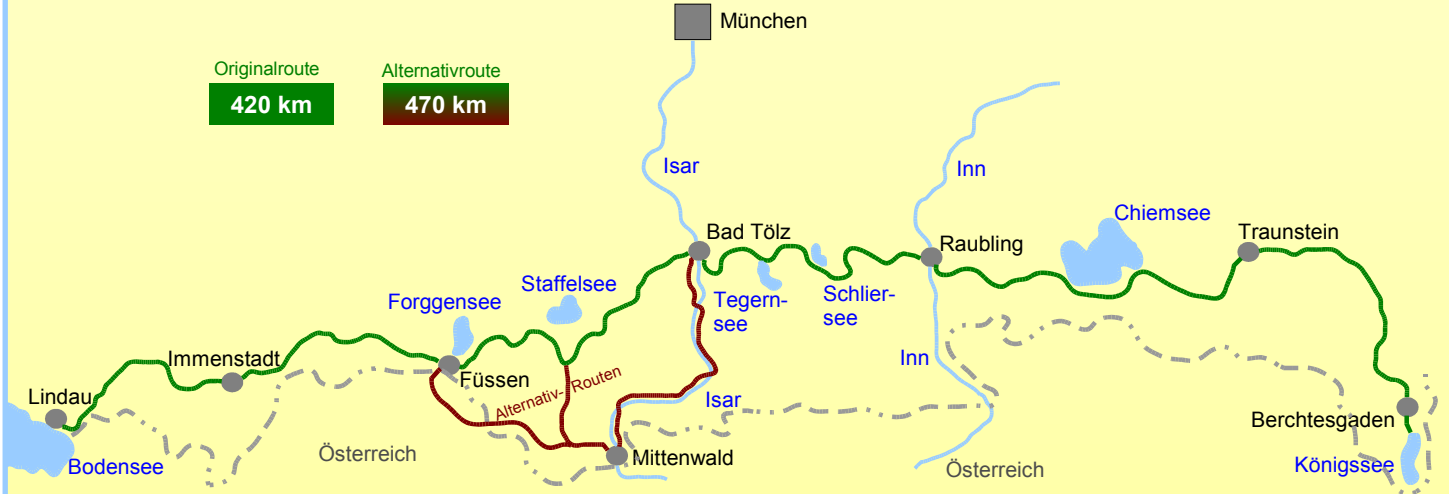 München
Originalroute
420 km
Alternativroute
470 km
Isar
Inn
Chiemsee
Bad Tölz
Raubling
Traunstein
Staffelsee
Forggensee
Tegern-
see
Schlier-
see
Immenstadt
Inn
Füssen
Alternativ- Routen
Lindau
Isar
Berchtesgaden
Österreich
Mittenwald
Bodensee
Österreich
Königssee